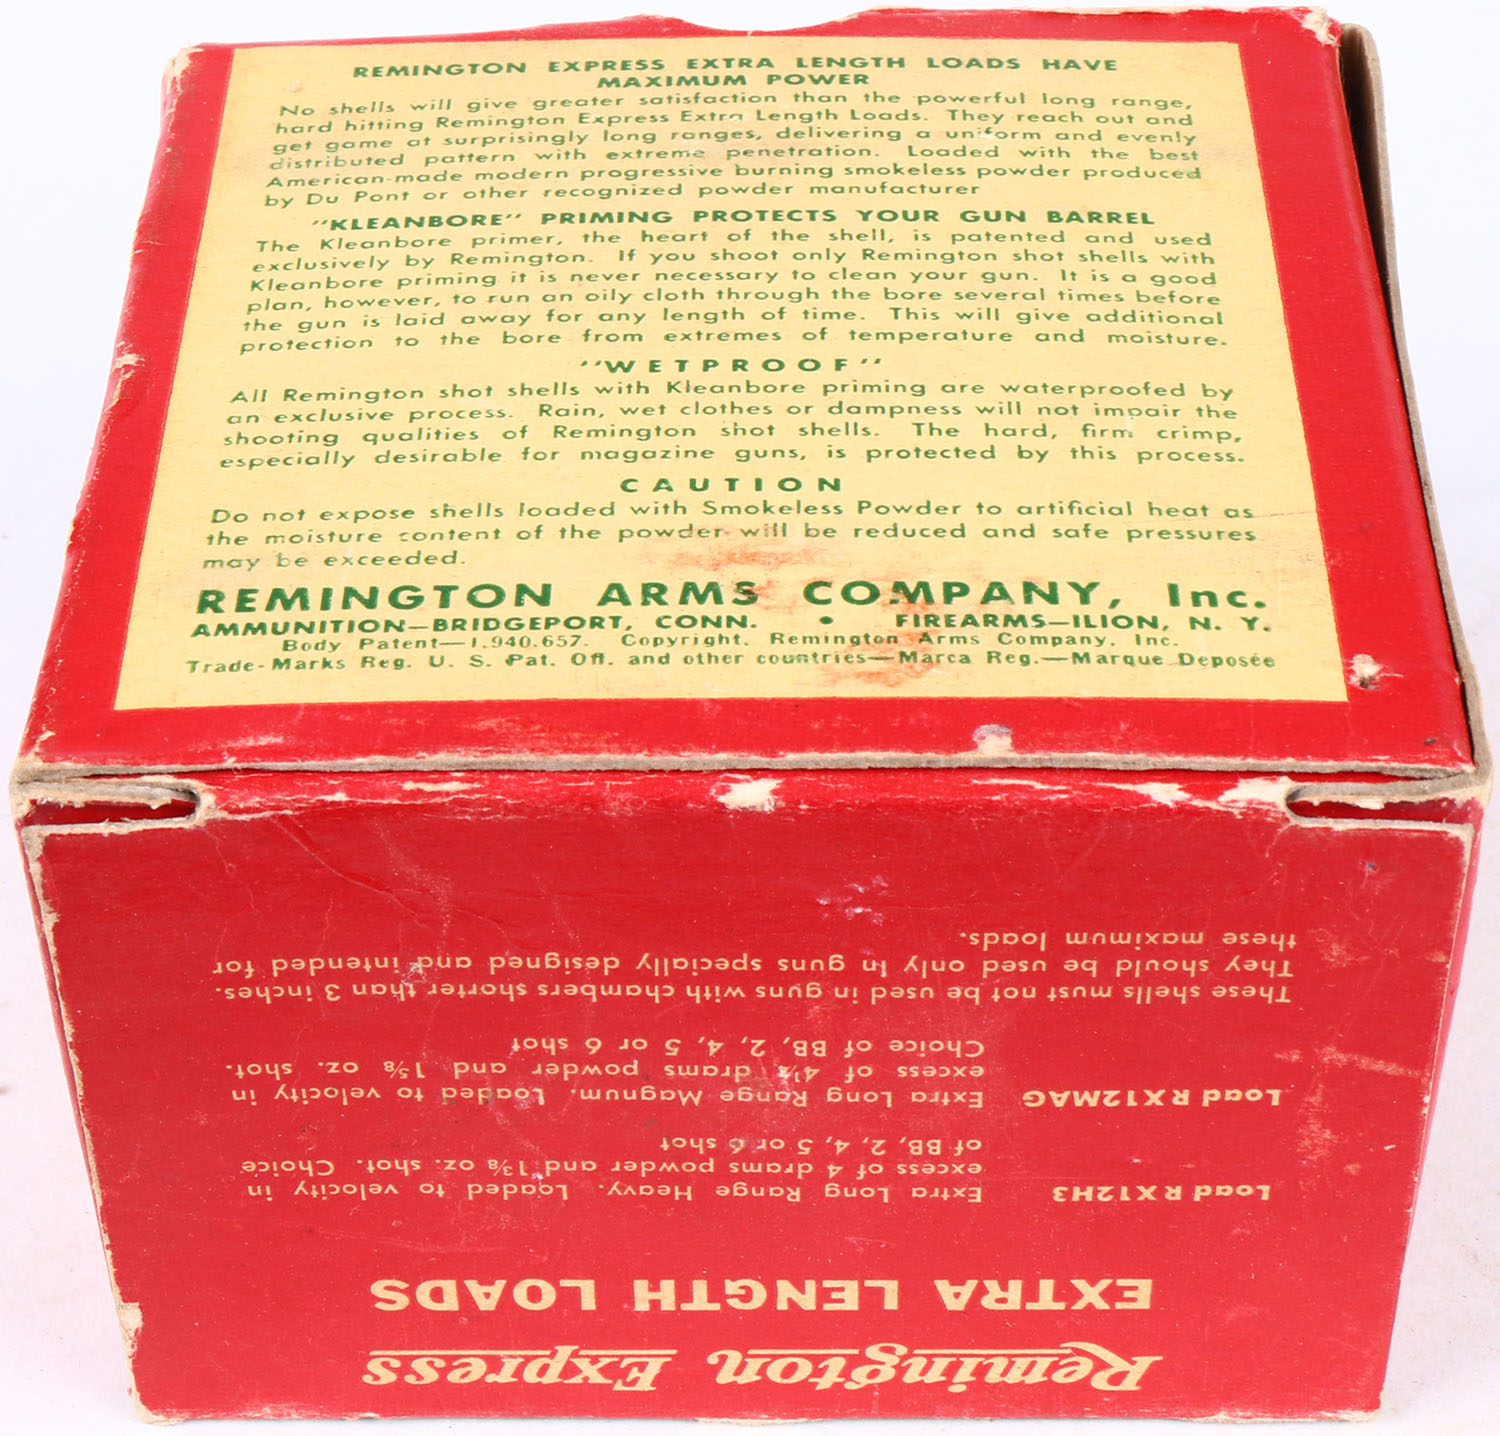 REMINGTON EXPRESS EXTRA LENGTH LOADS HAVE
MAXIMUM POWER
No shells will give greater satisfaction than the powerful long range,
hard hitting Remington Express Extra Length Loads. They reach out and
get game at surprisingly long ranges, delivering a uniform and evenly
distributed pattern with extreme penetration. Loaded with the best
American-made modern progressive burning smokeless powder produced
by Du Pont or other recognized powder manufacturer
"KLEANBORE" PRIMING PROTECTS YOUR GUN BARREL
The Kleanbore primer, the heart of the shell, is patented and used
exclusively by Remington. If you shoot only Remington shot shells with
Kleanbore priming it is never necessary to clean your gun. It is a good
plan, however, to run an oily cloth through the bore several times before
the gun is laid away for any length of time. This will give additional
protection to the bore from extremes of temperature and moisture.
"WETPROOF"
All Remington shot shells with Kleanbore priming are waterproofed by
an exclusive process. Rain, wet clothes or dampness will not impair the
shooting qualities of Remington shot shells. The hard, firm crimp,
especially desirable for magazine guns, is protected by this process.
CAUTION
Do not expose shells loaded with Smokeless Powder to artificial heat as
the moisture content of the powder will be reduced and safe pressures
may be exceeded.
REMINGTON ARMS COMPANY, Inc.
AMMUNITION—BRIDGEPORT, CONN. • FIREARMS—ILION, N. Y.
Body Patent—1,940,657. Copyright, Remington Arms Company, Inc.
Trade-Marks Reg. U. S. Pat. Off. and other countries—Marca Reg.—Marque Deposée
Remington Express
EXTRA LENGTH LOADS
Load RX12H3 Extra Long Range Heavy. Loaded to velocity in
excess of 4 drams powder and 1⅜ oz. shot. Choice
of BB, 2, 4, 5 or 6 shot
Load RX12MAG Extra Long Range Magnum. Loaded to velocity in
excess of 4¼ drams powder and 1⅝ oz. shot.
Choice of BB, 2, 4, 5 or 6 shot
These shells must not be used in guns with chambers shorter than 3 inches.
They should be used only in guns specially designed and intended for
these maximum loads.